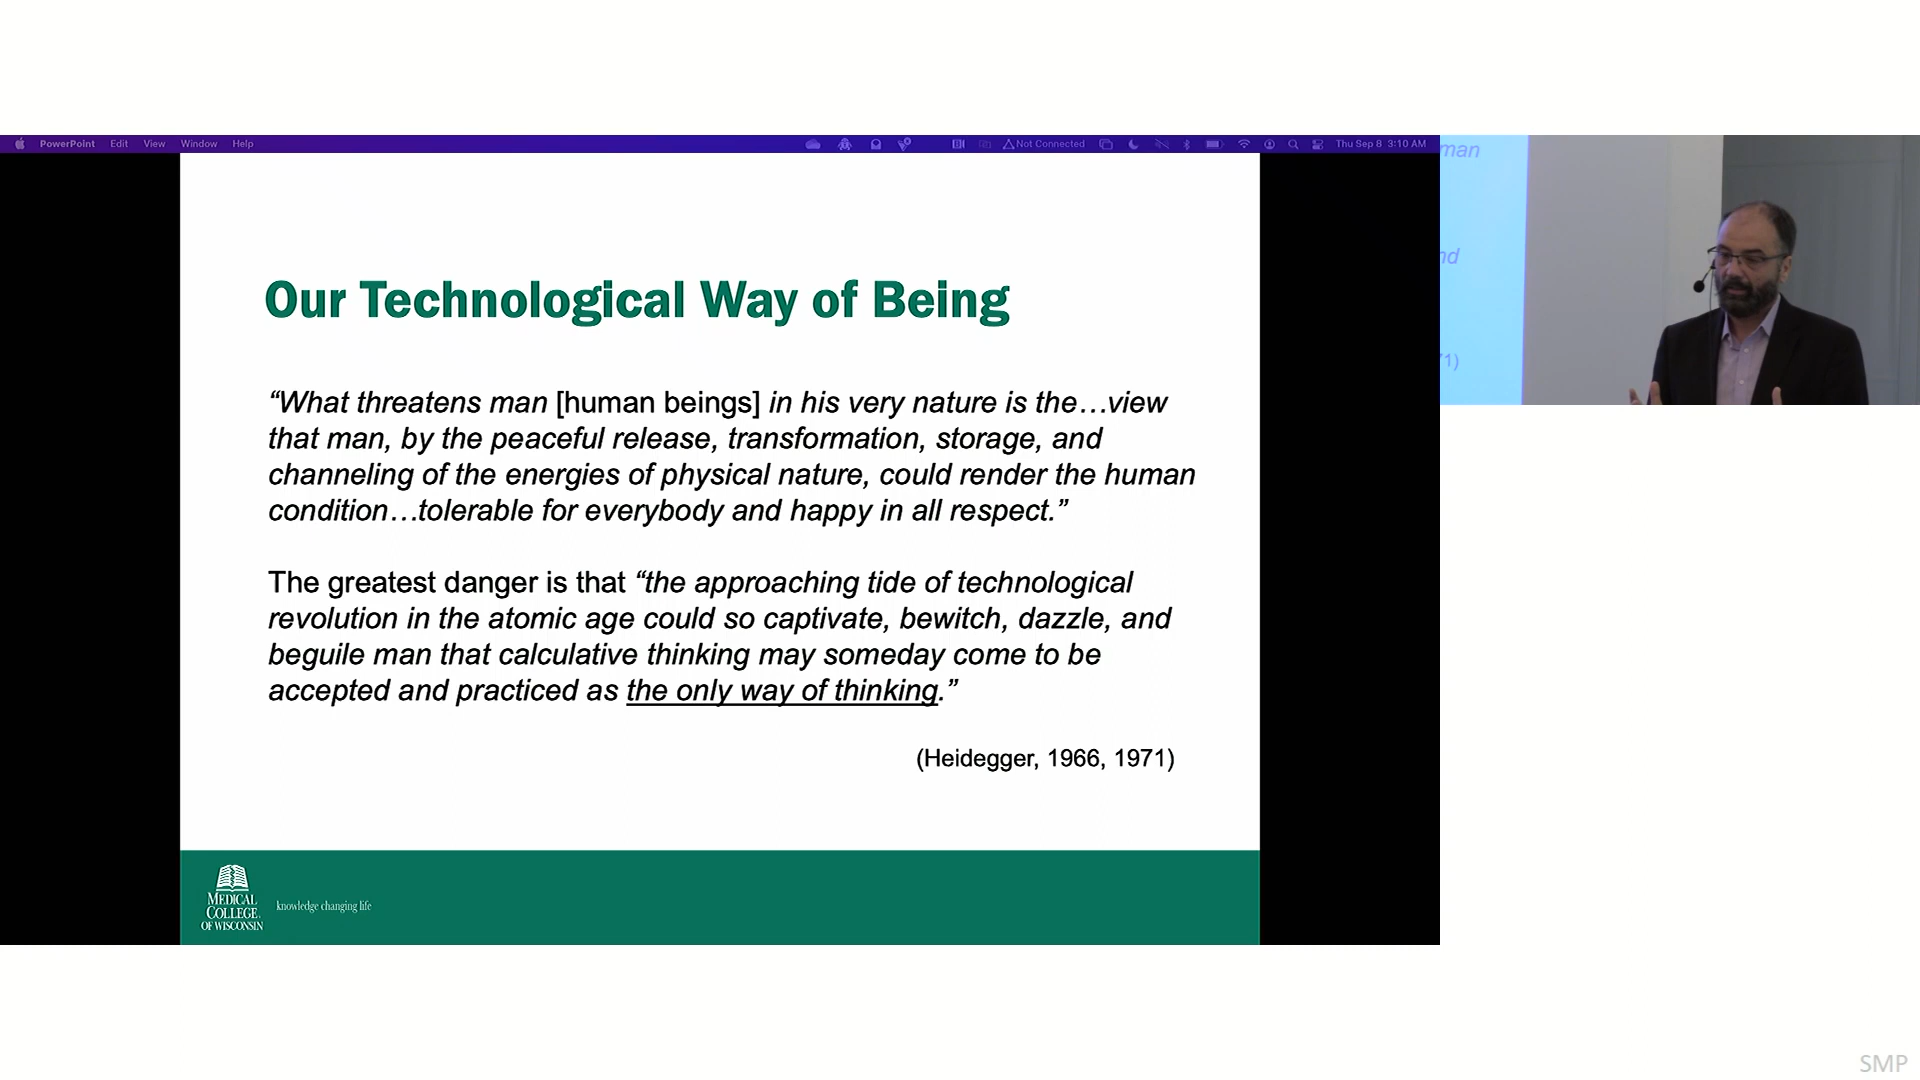 PowerPoint Edit View Window Help
Not Connected
Thu Sep 8 3:10 AM
Our Technological Way of Being
“What threatens man [human beings] in his very nature is the…view
that man, by the peaceful release, transformation, storage, and
channeling of the energies of physical nature, could render the human
condition…tolerable for everybody and happy in all respect.”
The greatest danger is that “the approaching tide of technological
revolution in the atomic age could so captivate, bewitch, dazzle, and
beguile man that calculative thinking may someday come to be
accepted and practiced as the only way of thinking.”
(Heidegger, 1966, 1971)
MEDICAL
COLLEGE
OF WISCONSIN
knowledge changing life
man
nd
71)
SMP